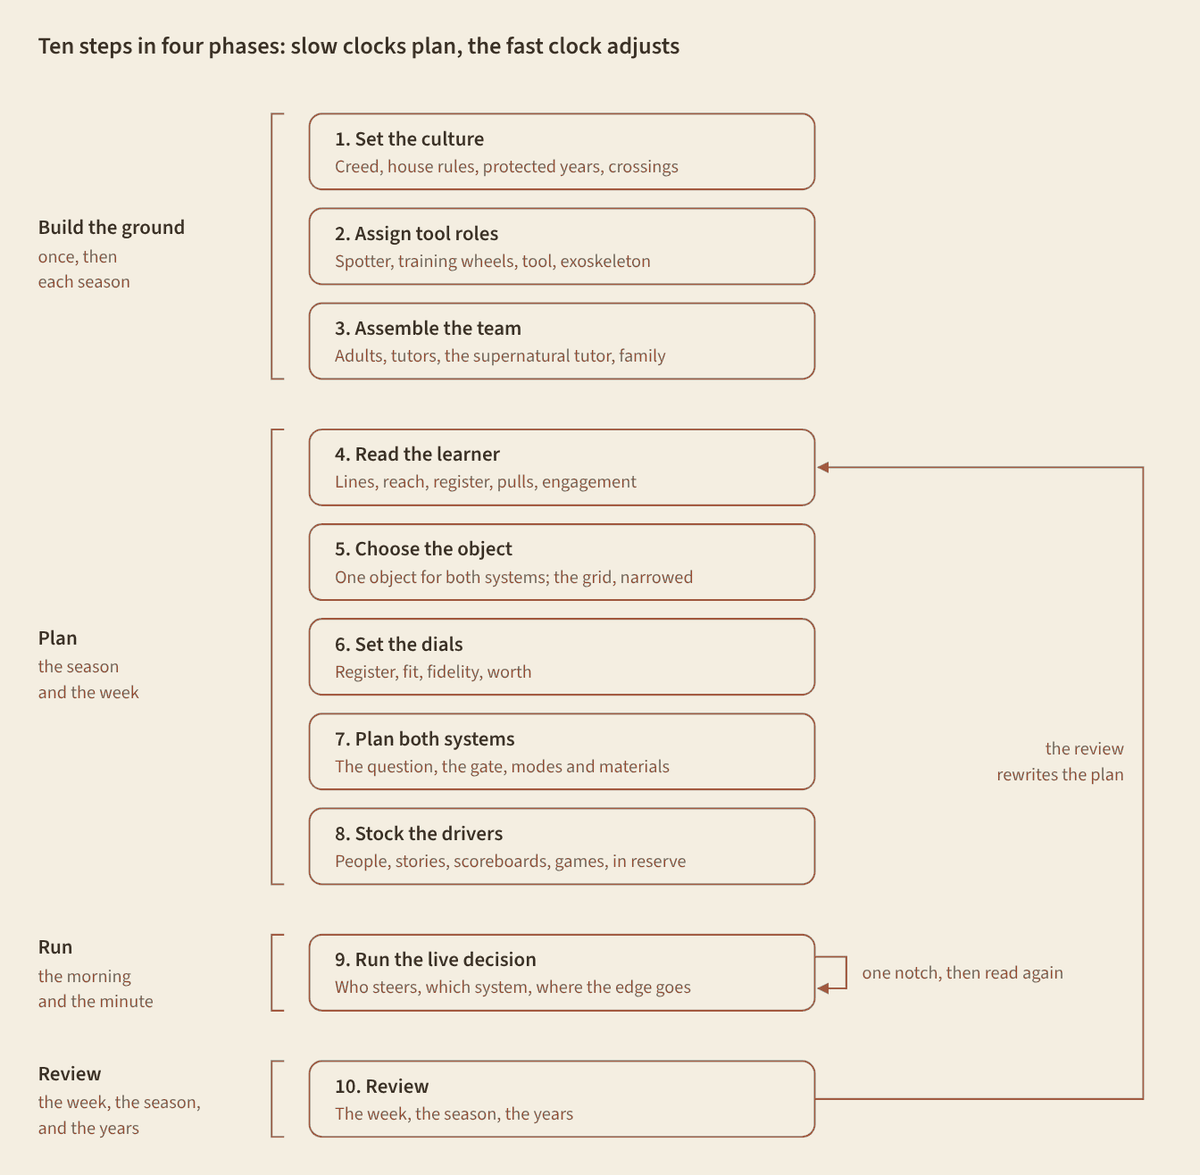 Ten steps in four phases: slow clocks plan, the fast clock adjusts
Build the ground
once, then
each season
1. Set the culture
Creed, house rules, protected years, crossings
2. Assign tool roles
Spotter, training wheels, tool, exoskeleton
3. Assemble the team
Adults, tutors, the supernatural tutor, family
Plan
the season
and the week
4. Read the learner
Lines, reach, register, pulls, engagement
5. Choose the object
One object for both systems; the grid, narrowed
6. Set the dials
Register, fit, fidelity, worth
7. Plan both systems
The question, the gate, modes and materials
8. Stock the drivers
People, stories, scoreboards, games, in reserve
the review
rewrites the plan
Run
the morning
and the minute
9. Run the live decision
Who steers, which system, where the edge goes
one notch, then read again
Review
the week, the season,
and the years
10. Review
The week, the season, the years